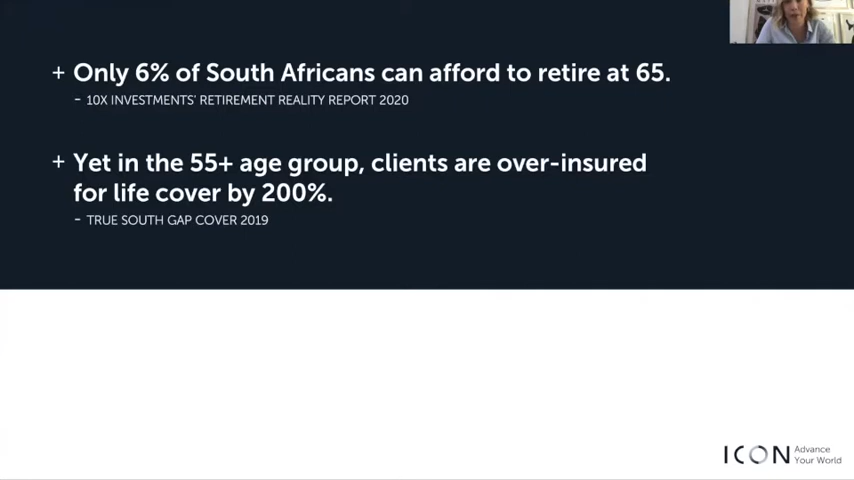 + Only 6% of South Africans can afford to retire at 65.
- 10X INVESTMENTS' RETIREMENT REALITY REPORT 2020
+ Yet in the 55+ age group, clients are over-insured
for life cover by 200%.
- TRUE SOUTH GAP COVER 2019
ICON Advance
Your World